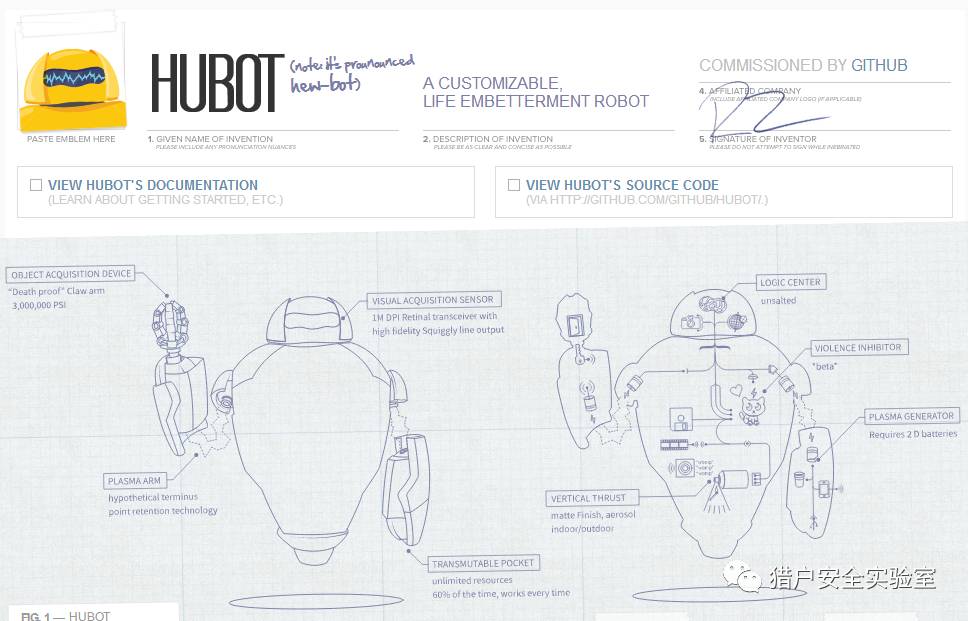 HUBOT
(note: it's pronounced
hew-bot)
A CUSTOMIZABLE,
LIFE EMBETTERMENT ROBOT
COMMISSIONED BY GITHUB
4. AFFILIATED COMPANY
(INCLUDE AFFILIATED COMPANY LOGO IF APPLICABLE)
PASTE EMBLEM HERE
1. GIVEN NAME OF INVENTION
PLEASE INCLUDE ANY PRONUNCIATION NUANCES
2. DESCRIPTION OF INVENTION
PLEASE BE AS CLEAR AND CONCISE AS POSSIBLE
5. SIGNATURE OF INVENTOR
PLEASE DO NOT ATTEMPT TO SIGN WHILE INEBRIATED
VIEW HUBOT'S DOCUMENTATION
(LEARN ABOUT GETTING STARTED, ETC.)
VIEW HUBOT'S SOURCE CODE
(VIA HTTP://GITHUB.COM/GITHUB/HUBOT/.)
OBJECT ACQUISITION DEVICE
"Death proof" Claw arm
3,000,000 PSI
VISUAL ACQUISITION SENSOR
1M DPI Retinal transceiver with
high fidelity Squiggly line output
LOGIC CENTER
unsalted
VIOLENCE INHIBITOR
"beta"
PLASMA GENERATOR
Requires 2 D batteries
PLASMA ARM
hypothetical terminus
point retention technology
VERTICAL THRUST
matte Finish, aerosol
indoor/outdoor
TRANSMUTABLE POCKET
unlimited resources
60% of the time, works every time
FIG. 1 — HUBOT
猎户安全实验室